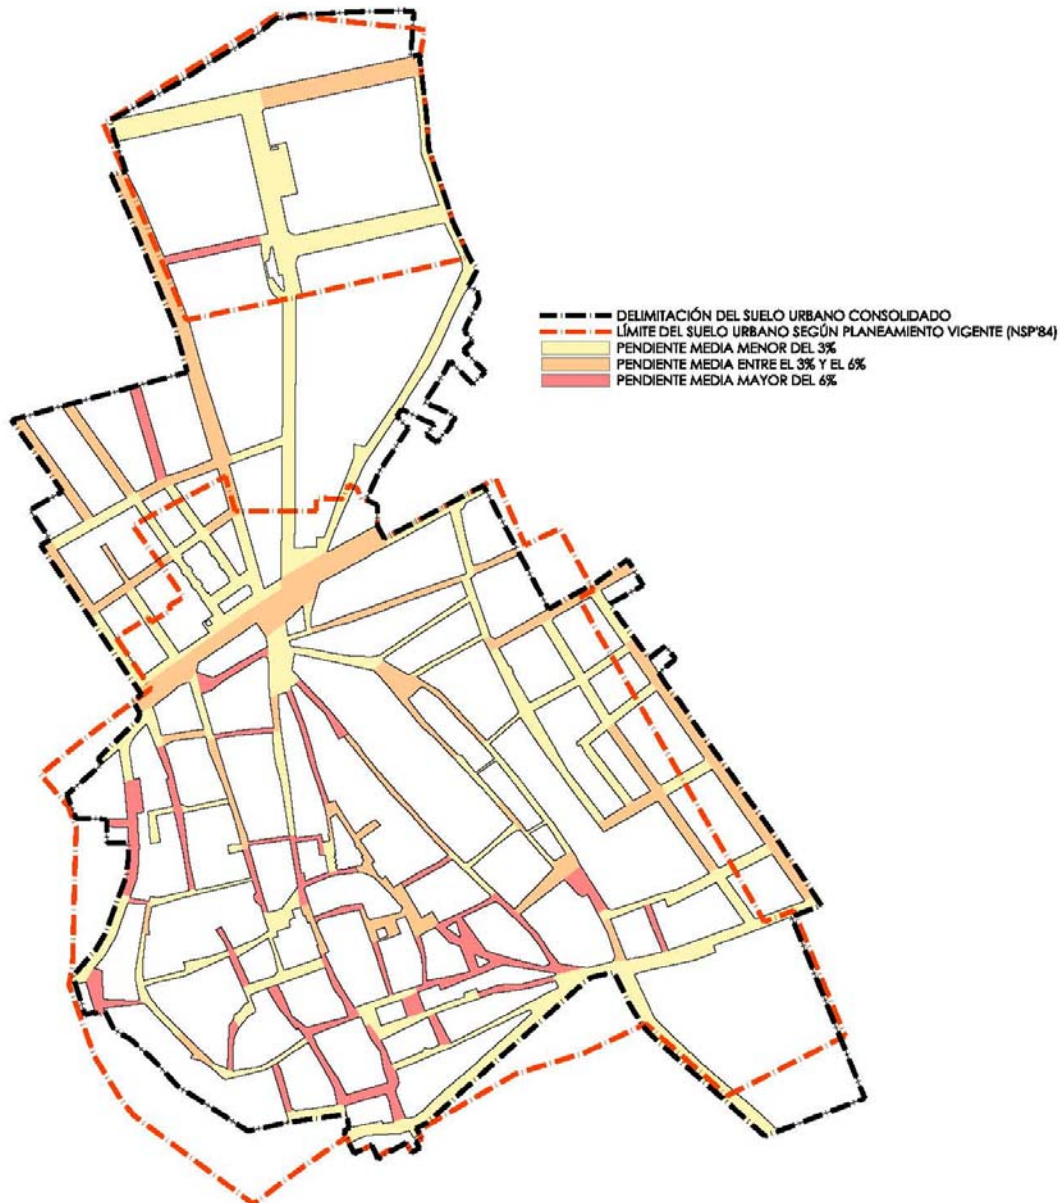 DELIMITACIÓN DEL SUELO URBANO CONSOLIDADO
LÍMITE DEL SUELO URBANO SEGÚN PLANEAMIENTO VIGENTE (NSP'84)
PENDIENTE MEDIA MENOR DEL 3%
PENDIENTE MEDIA ENTRE EL 3% Y EL 6%
PENDIENTE MEDIA MAYOR DEL 6%